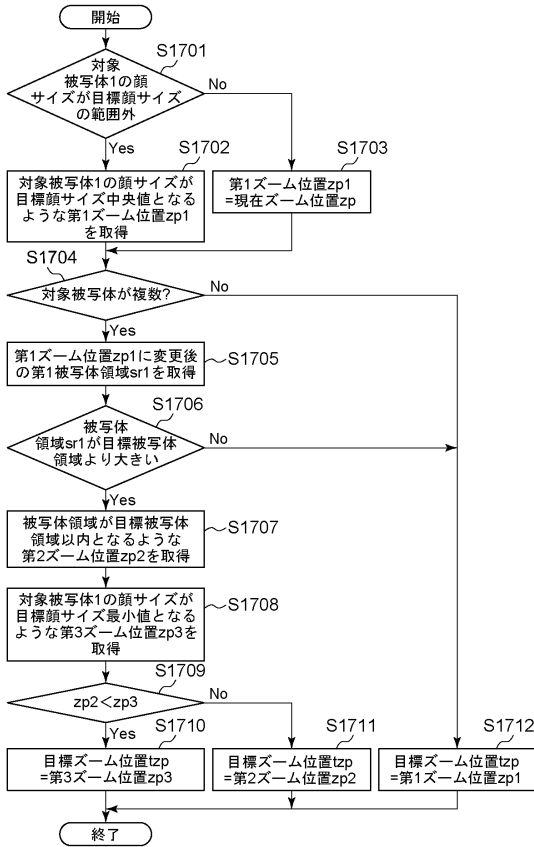 開始
S1701
対象
被写体1の顔
サイズが目標顔サイズ
の範囲外
No
Yes
S1702
対象被写体1の顔サイズが
目標顔サイズ中央値となる
ような第1ズーム位置zp1
を取得
S1703
第1ズーム位置zp1
=現在ズーム位置zp
S1704
対象被写体が複数?
No
Yes
第1ズーム位置zp1に変更後
の第1被写体領域sr1を取得
S1705
S1706
被写体
領域sr1が目標被写体
領域より大きい
No
Yes
被写体領域が目標被写体
領域以内となるような
第2ズーム位置zp2を取得
S1707
対象被写体1の顔サイズが
目標顔サイズ最小値となる
ような第3ズーム位置zp3を
取得
S1708
S1709
zp2<zp3
No
Yes
S1710
目標ズーム位置tzp
=第3ズーム位置zp3
S1711
目標ズーム位置tzp
=第2ズーム位置zp2
S1712
目標ズーム位置tzp
=第1ズーム位置zp1
終了